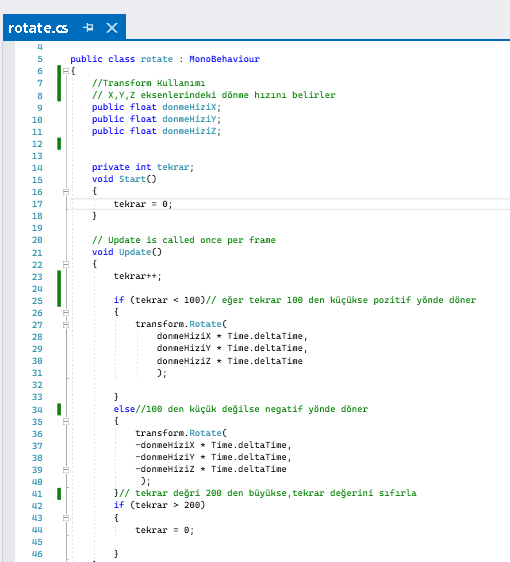 rotate.cs
4
5 public class rotate : MonoBehaviour
6 {
7 //Transform Kullanımı
8 // X,Y,Z eksenlerindeki dönme hızını belirler
9 public float donmeHiziX;
10 public float donmeHiziY;
11 public float donmeHiziZ;
12
13
14 private int tekrar;
15 void Start()
16 {
17 tekrar = 0;
18 }
19
20 // Update is called once per frame
21 void Update()
22 {
23 tekrar++;
24
25 if (tekrar < 100)// eğer tekrar 100 den küçükse pozitif yönde döner
26 {
27 transform.Rotate(
28 donmeHiziX * Time.deltaTime,
29 donmeHiziY * Time.deltaTime,
30 donmeHiziZ * Time.deltaTime
31 );
32
33 }
34 else//100 den küçük değilse negatif yönde döner
35 {
36 transform.Rotate(
37 -donmeHiziX * Time.deltaTime,
38 -donmeHiziY * Time.deltaTime,
39 -donmeHiziZ * Time.deltaTime
40 );
41 }// tekrar değri 200 den büyükse,tekrar değerini sıfırla
42 if (tekrar > 200)
43 {
44 tekrar = 0;
45
46 }